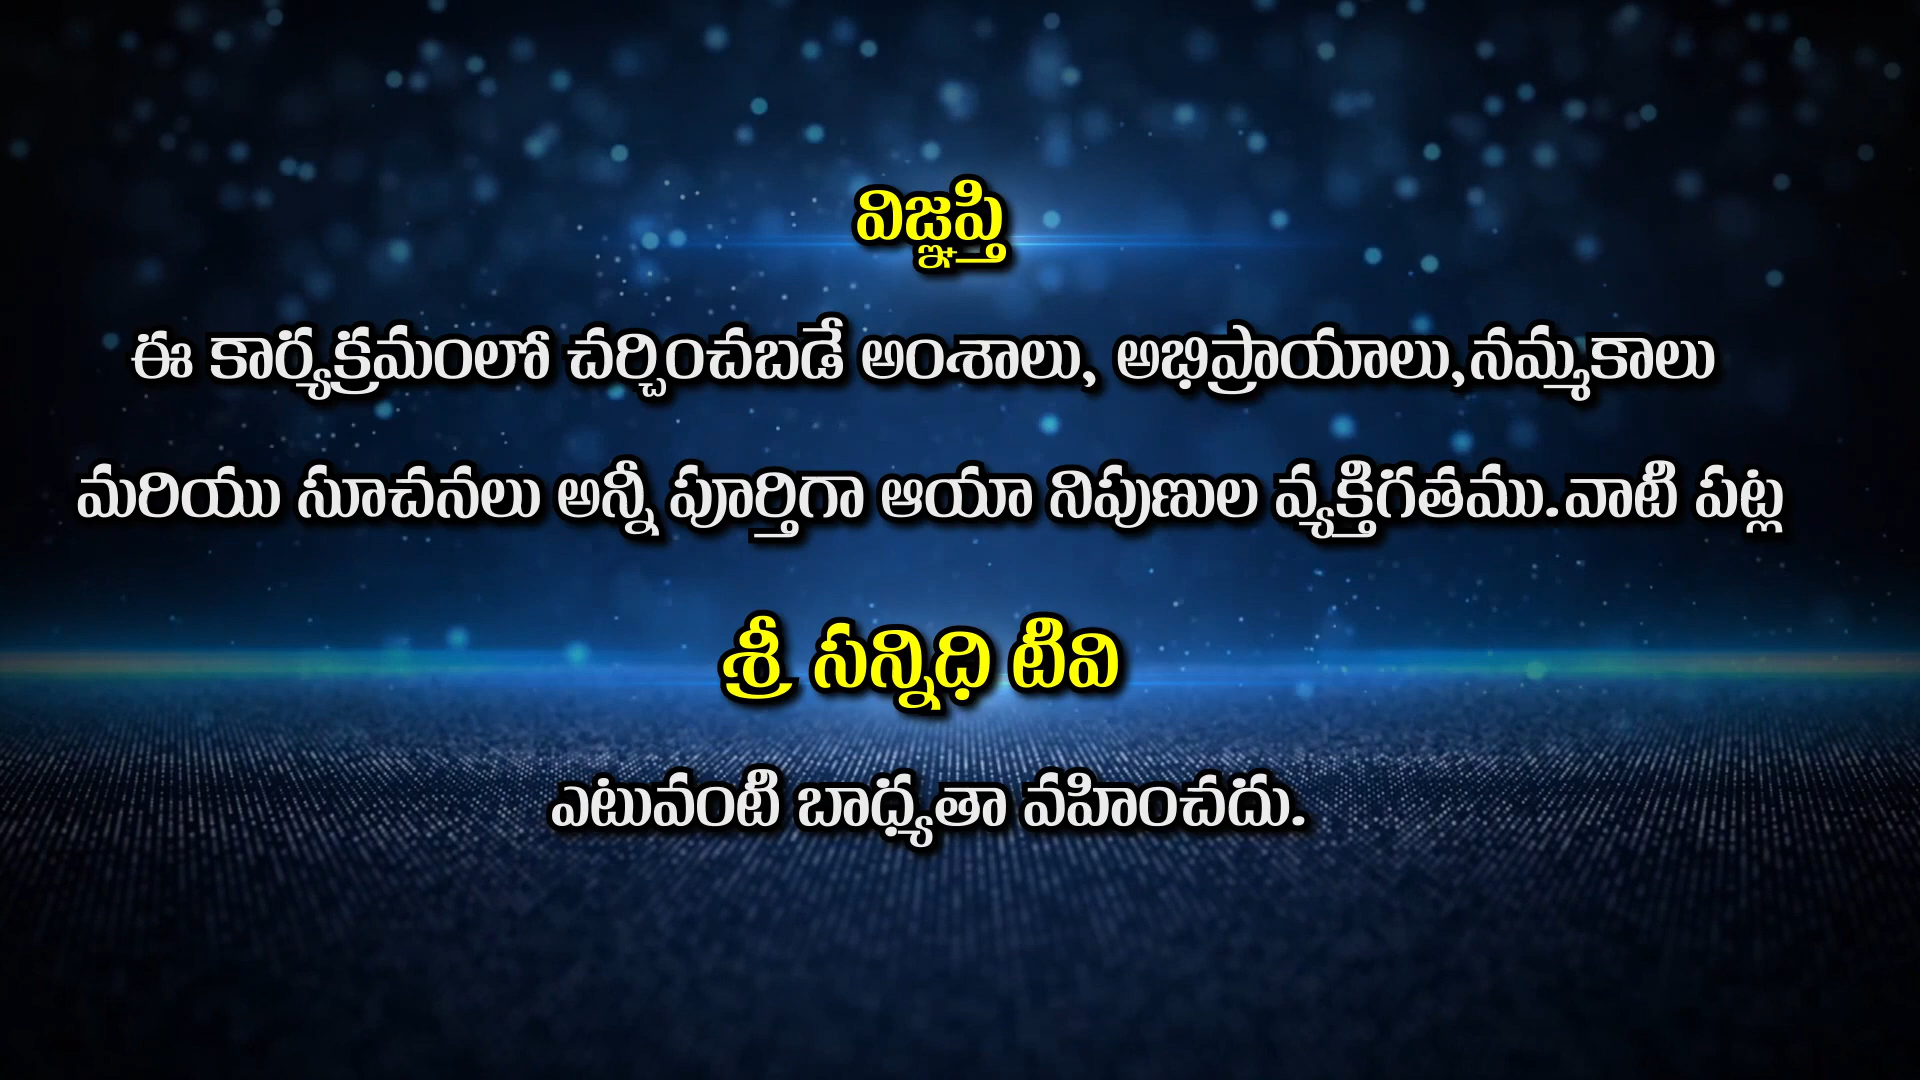 విజ్ఞప్తి
ఈ కార్యక్రమంలో చర్చించబడే అంశాలు, అభిప్రాయాలు,నమ్మకాలు
మరియు సూచనలు అన్నీ పూర్తిగా ఆయా నిపుణుల వ్యక్తిగతము.వాటి పట్ల
శ్రీ సన్నిధి టీవి
ఎటువంటి బాధ్యతా వహించదు.